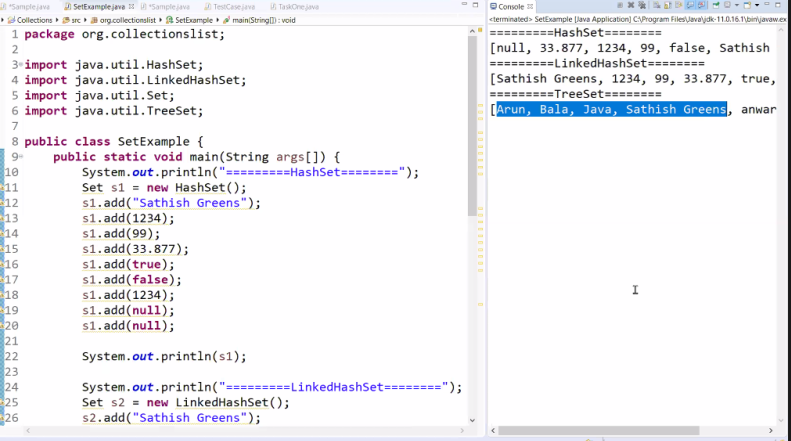 *Sample.java
SetExample.java
*Sample.java
TestCase.java
TaskOne.java
Collections
src
org.collectionslist
SetExample
main(String[]) : void
1 package org.collectionslist;
2
3 import java.util.HashSet;
4 import java.util.LinkedHashSet;
5 import java.util.Set;
6 import java.util.TreeSet;
7
8 public class SetExample {
9 public static void main(String args[]) {
10 System.out.println("=========HashSet========");
11 Set s1 = new HashSet();
12 s1.add("Sathish Greens");
13 s1.add(1234);
14 s1.add(99);
15 s1.add(33.877);
16 s1.add(true);
17 s1.add(false);
18 s1.add(1234);
19 s1.add(null);
20 s1.add(null);
21
22 System.out.println(s1);
23
24 System.out.println("=========LinkedHashSet========");
25 Set s2 = new LinkedHashSet();
26 s2.add("Sathish Greens");
Console
<terminated> SetExample [Java Application] C:\Program Files\Java\jdk-11.0.16.1\bin\javaw.ex
=========HashSet========
[null, 33.877, 1234, 99, false, Sathish
=========LinkedHashSet========
[Sathish Greens, 1234, 99, 33.877, true,
=========TreeSet========
[Arun, Bala, Java, Sathish Greens, anwar